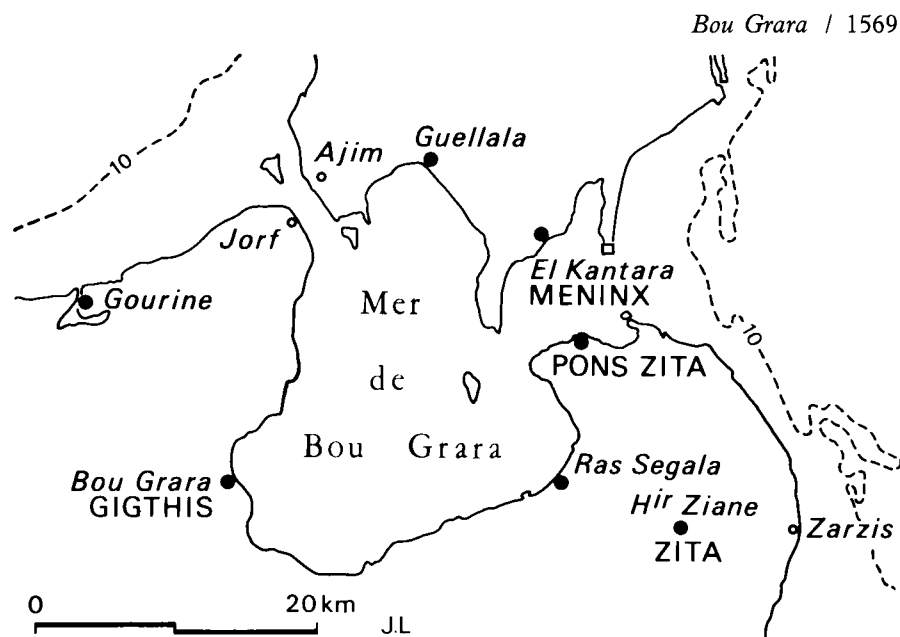 Bou Grara / 1569
10
Ajim
Guellala
Jorf
El Kantara
MENINX
Gourine
Mer
de
Bou Grara
10
PONS ZITA
Bou Grara
GIGTHIS
Ras Segala
Hir Ziane
ZITA
Zarzis
0 20 km
J.L